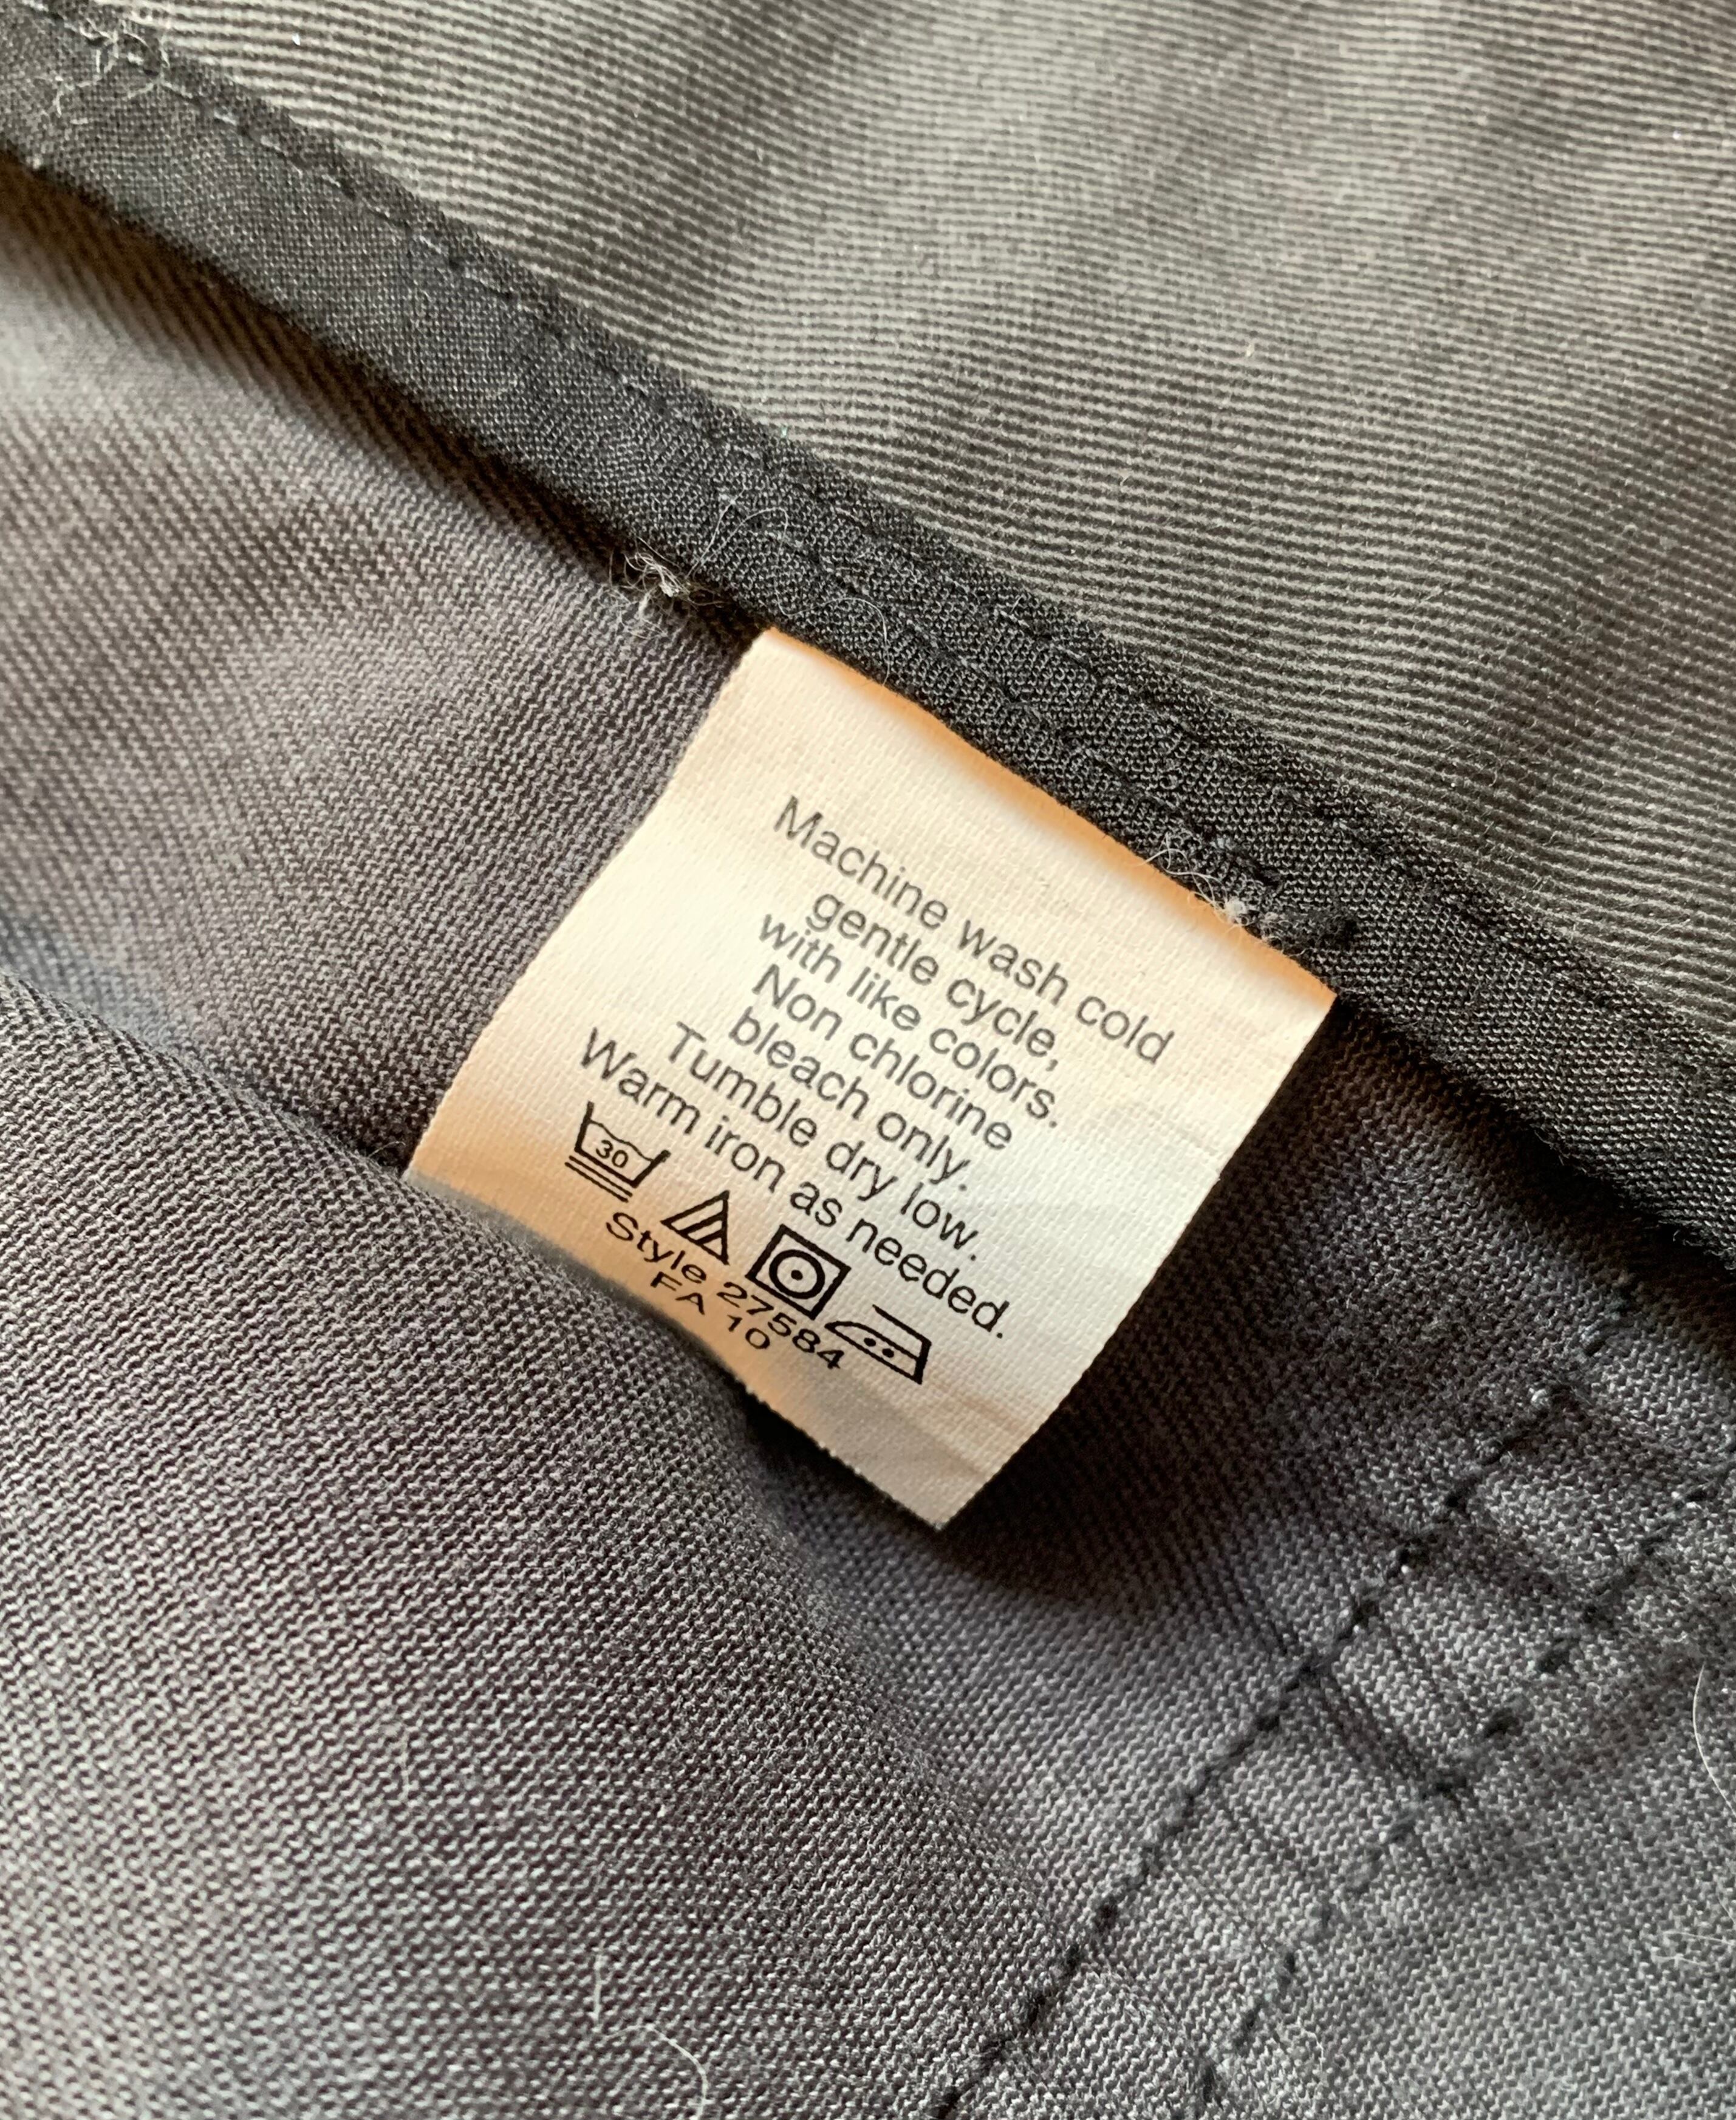 Machine wash cold
gentle cycle,
with like colors.
Non chlorine
bleach only.
Tumble dry low.
Warm iron as needed.
30
Style 27584
FA 10